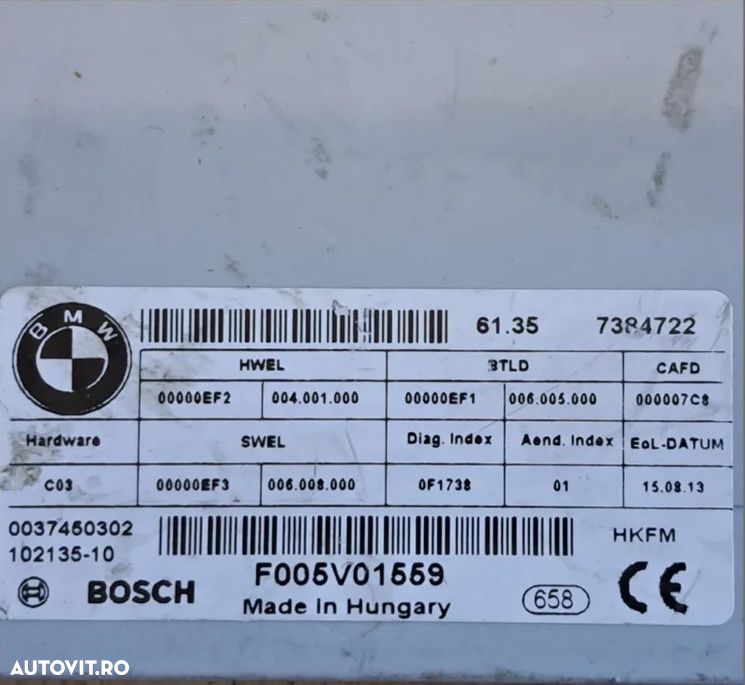 BMW
61.35 7384722
HWEL BTLD CAFD
00000EF2 004.001.000 00000EF1 006.005.000 000007C8
Hardware SWEL Diag. Index Aend. Index EoL-DATUM
C03 00000EF3 006.008.000 0F1738 01 15.08.13
0037460302 HKFM
102135-10
F005V01559
BOSCH Made in Hungary 658 CE
AUTOVIT.RO